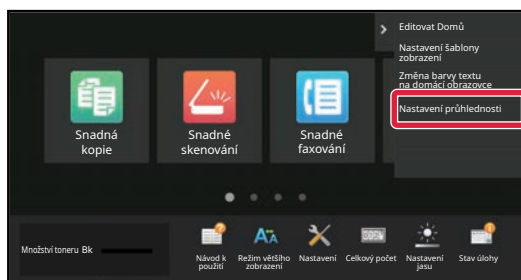 Editovat Domů
Nastavení šablony
zobrazení
Změna barvy textu
na domácí obrazovce
Nastavení průhlednosti
Snadná
kopie
Snadné
skenování
Snadné
faxování
Množství toneru Bk
Návod k
použití
Režim většího
zobrazení
Nastavení
Celkový počet
Nastavení
jasu
Stav úlohy